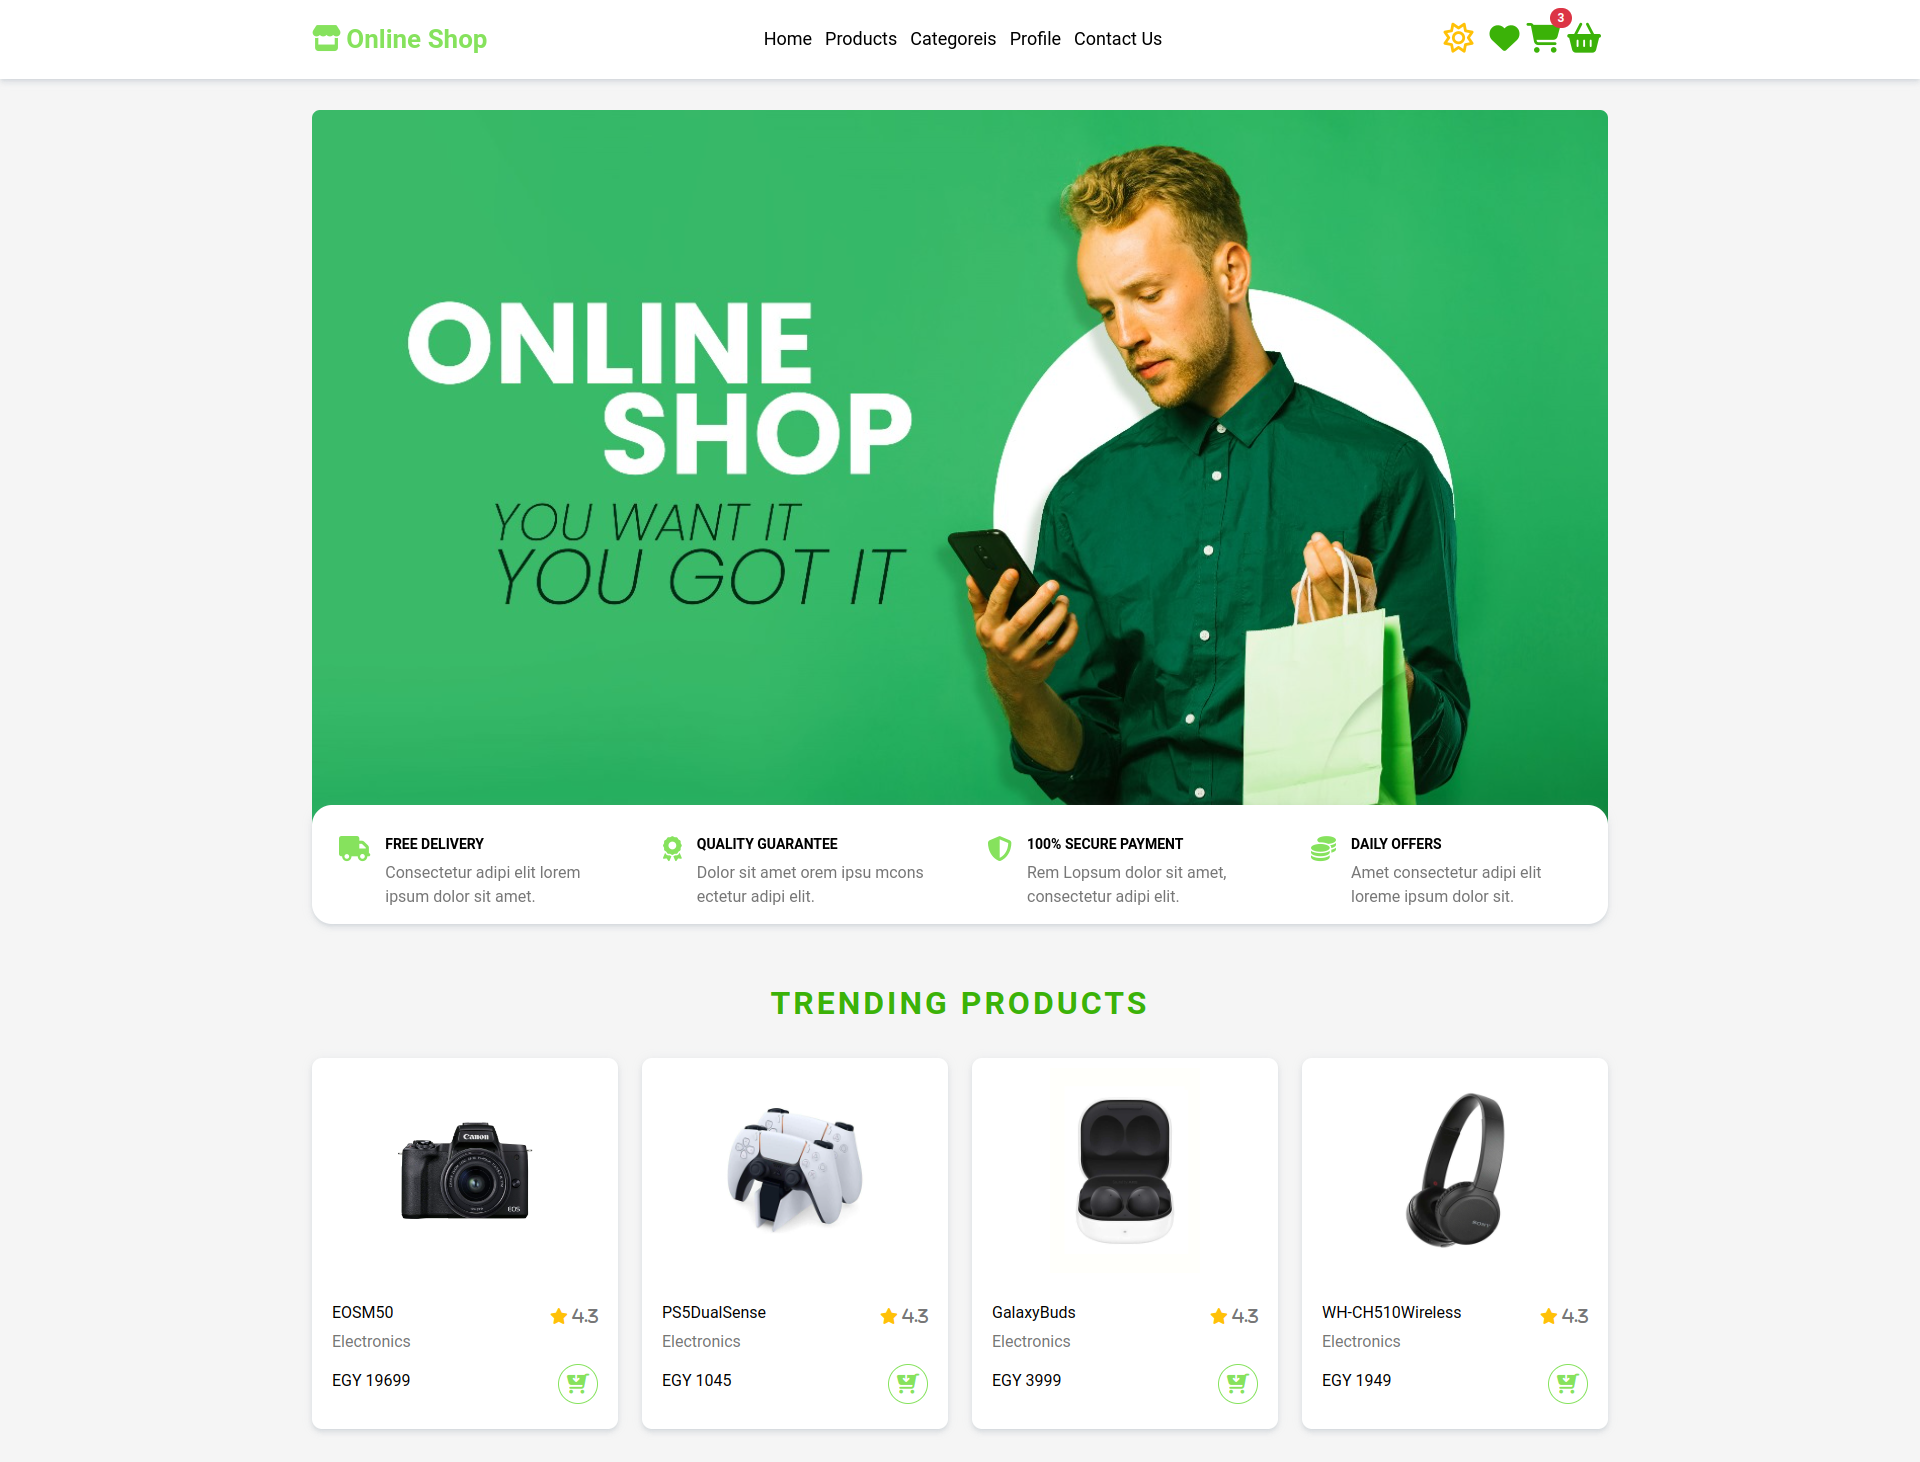 Online Shop
Home Products Categoreis Profile Contact Us
3
ONLINE
SHOP
YOU WANT IT
YOU GOT IT
FREE DELIVERY
Consectetur adipi elit lorem
ipsum dolor sit amet.
QUALITY GUARANTEE
Dolor sit amet orem ipsu mcons
ectetur adipi elit.
100% SECURE PAYMENT
Rem Lopsum dolor sit amet,
consectetur adipi elit.
DAILY OFFERS
Amet consectetur adipi elit
loreme ipsum dolor sit.
TRENDING PRODUCTS
Canon
EOS
EOSM50
4.3
Electronics
EGY 19699
PS5DualSense
4.3
Electronics
EGY 1045
GalaxyBuds
4.3
Electronics
EGY 3999
SONY
WH-CH510Wireless
4.3
Electronics
EGY 1949